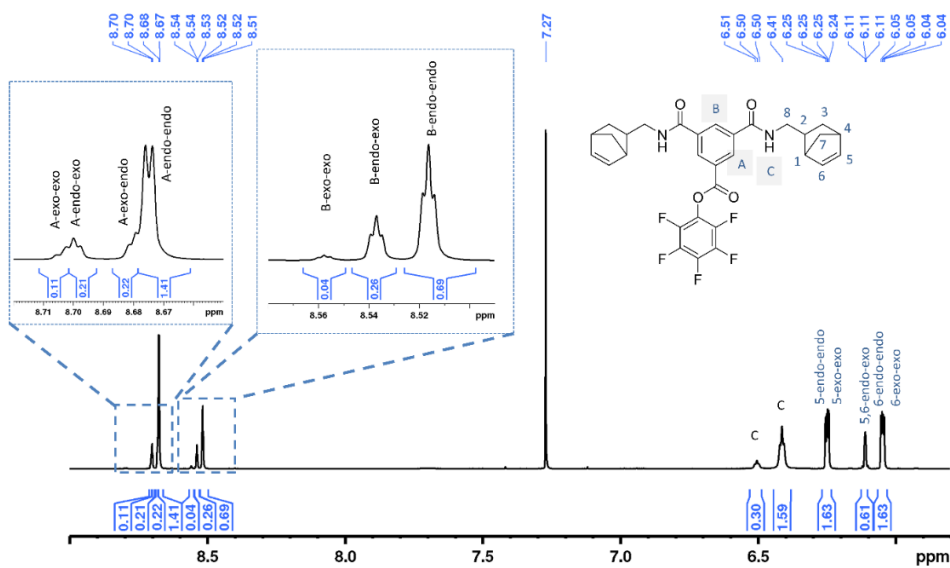 8.70
8.70
8.68
8.67
8.54
8.54
8.53
8.52
8.52
8.51
7.27
6.51
6.50
6.50
6.41
6.25
6.25
6.25
6.24
6.11
6.11
6.11
6.05
6.05
6.04
6.04
A-exo-exo
A-endo-exo
A-exo-endo
A-endo-endo
0.11
0.21
0.22
1.41
8.71 8.70 8.69 8.68 8.67 ppm
B-exo-exo
B-endo-exo
B-endo-endo
0.04
0.26
0.69
8.56 8.54 8.52 ppm
O B O
8 3
2 4
N H N H 7
A C 1 5
6
O O
F F
F F
F
C
C
5-endo-endo
5-exo-exo
5,6-endo-exo
6-endo-endo
6-exo-exo
0.11
0.21
0.22
1.41
0.04
0.26
0.69
0.30
1.59
1.63
0.61
1.63
8.5 8.0 7.5 7.0 6.5 ppm